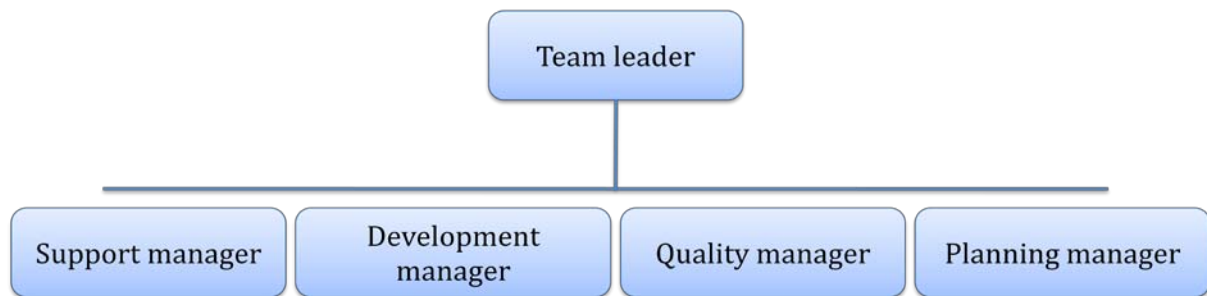 Team leader
Support manager
Development
manager
Quality manager
Planning manager